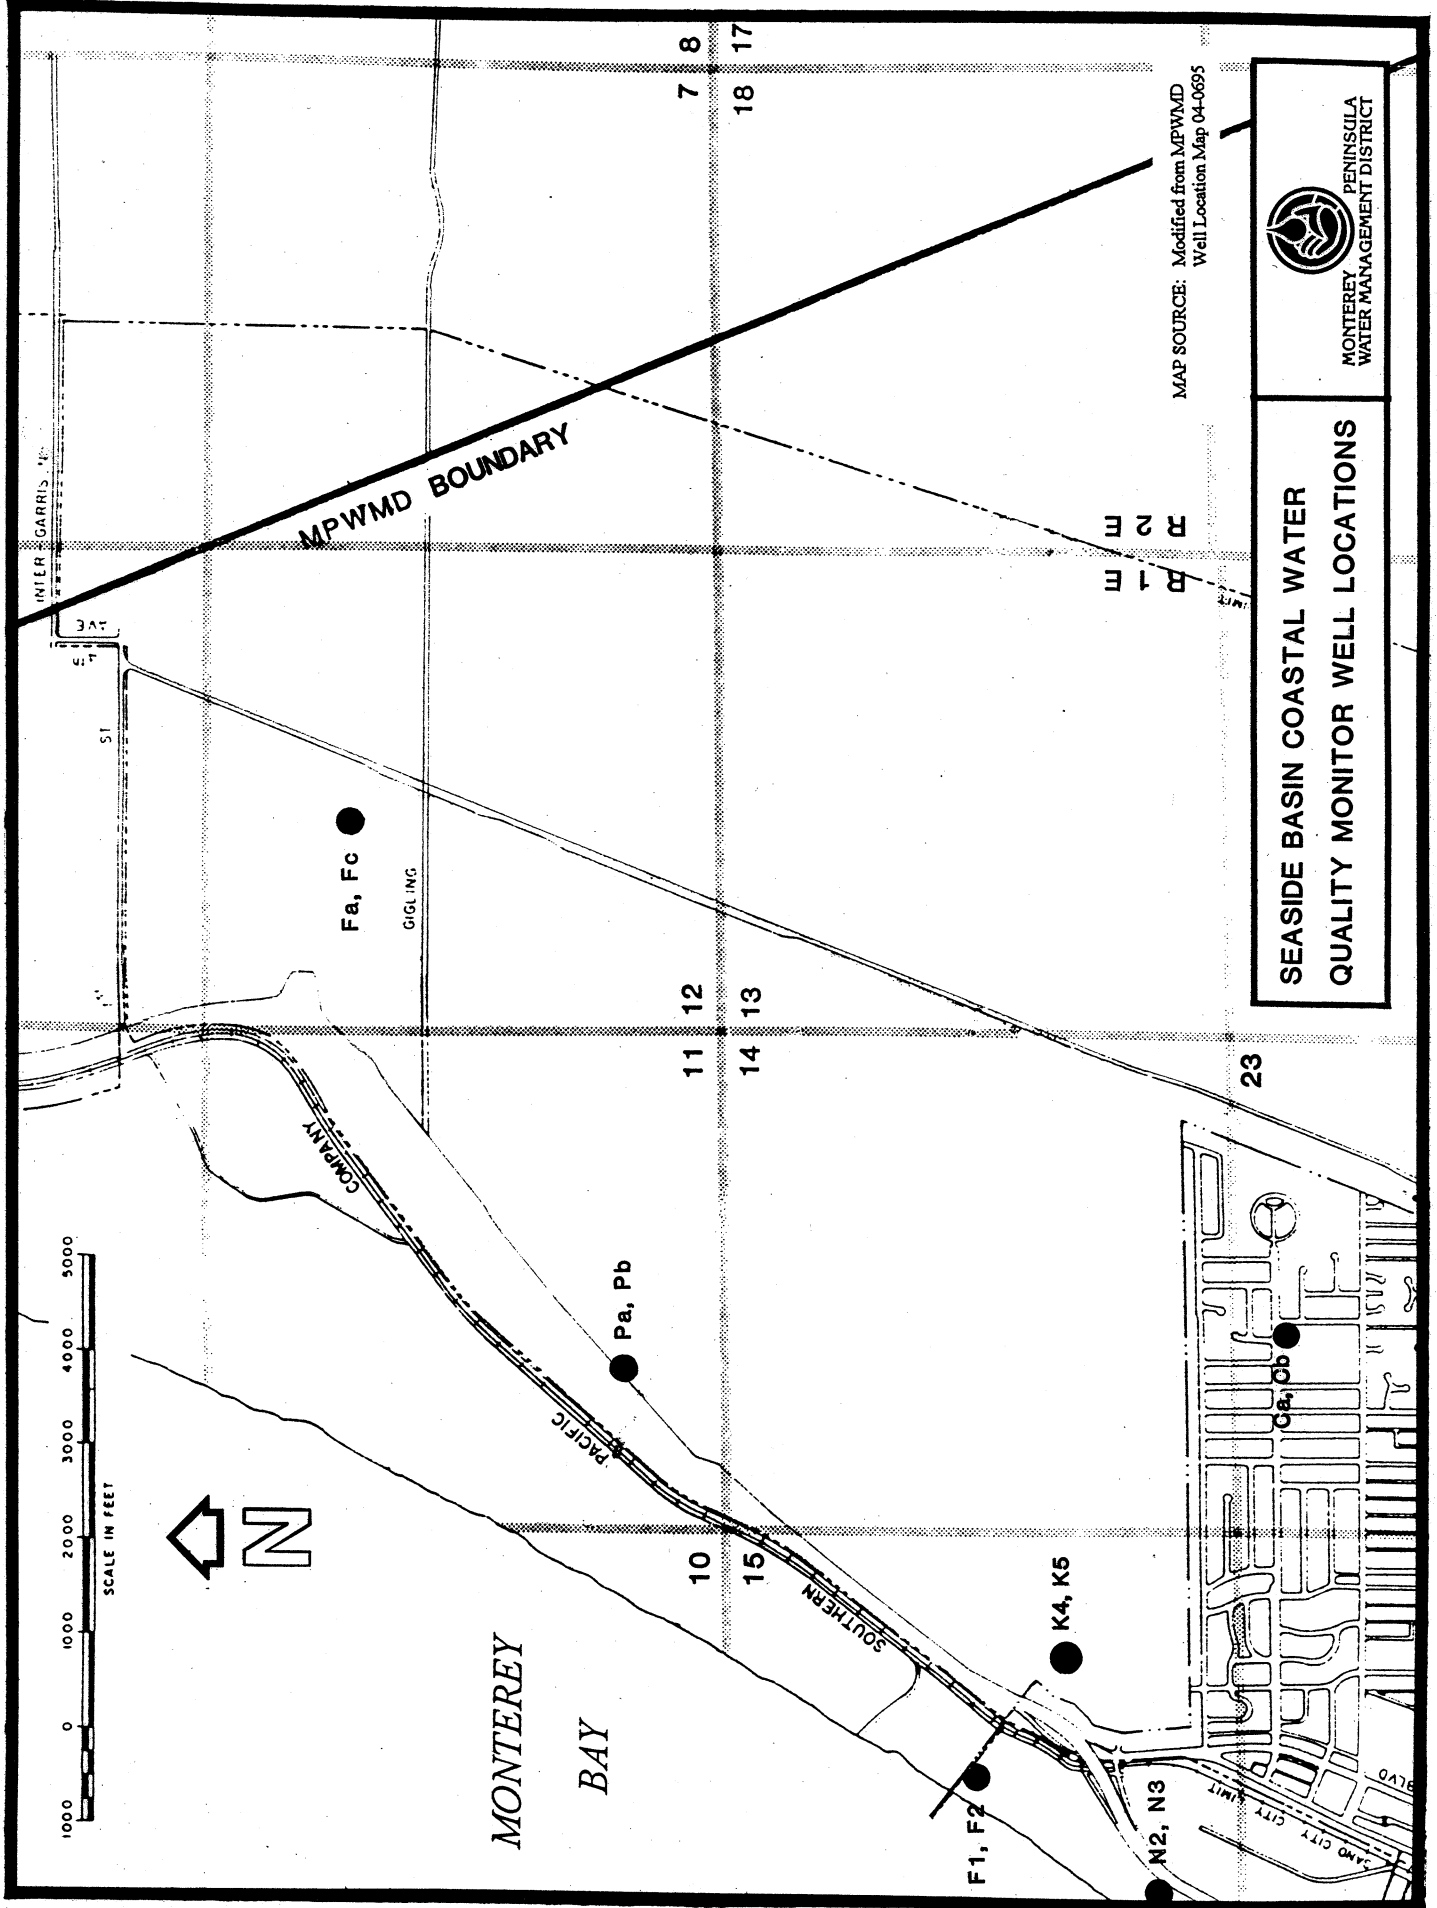 1000 0 1000 2000 3000 4000 5000
SCALE IN FEET
N
MONTEREY
BAY
COMPANY
PACIFIC
SOUTHERN
ST
AVE
GIGLING
MPWMD BOUNDARY
Fa, Fc
Pa, Pb
K4, K5
F1, F2
N2, N3
Ca, Cb
8 17
7 18
12 13
11 14
10 15
23
R 2 E
R 1 E
CITY LIMIT
SAND CITY
BLVD
MAP SOURCE: Modified from MPWMD
Well Location Map 04-0695
SEASIDE BASIN COASTAL WATER
QUALITY MONITOR WELL LOCATIONS
MONTEREY PENINSULA
WATER MANAGEMENT DISTRICT